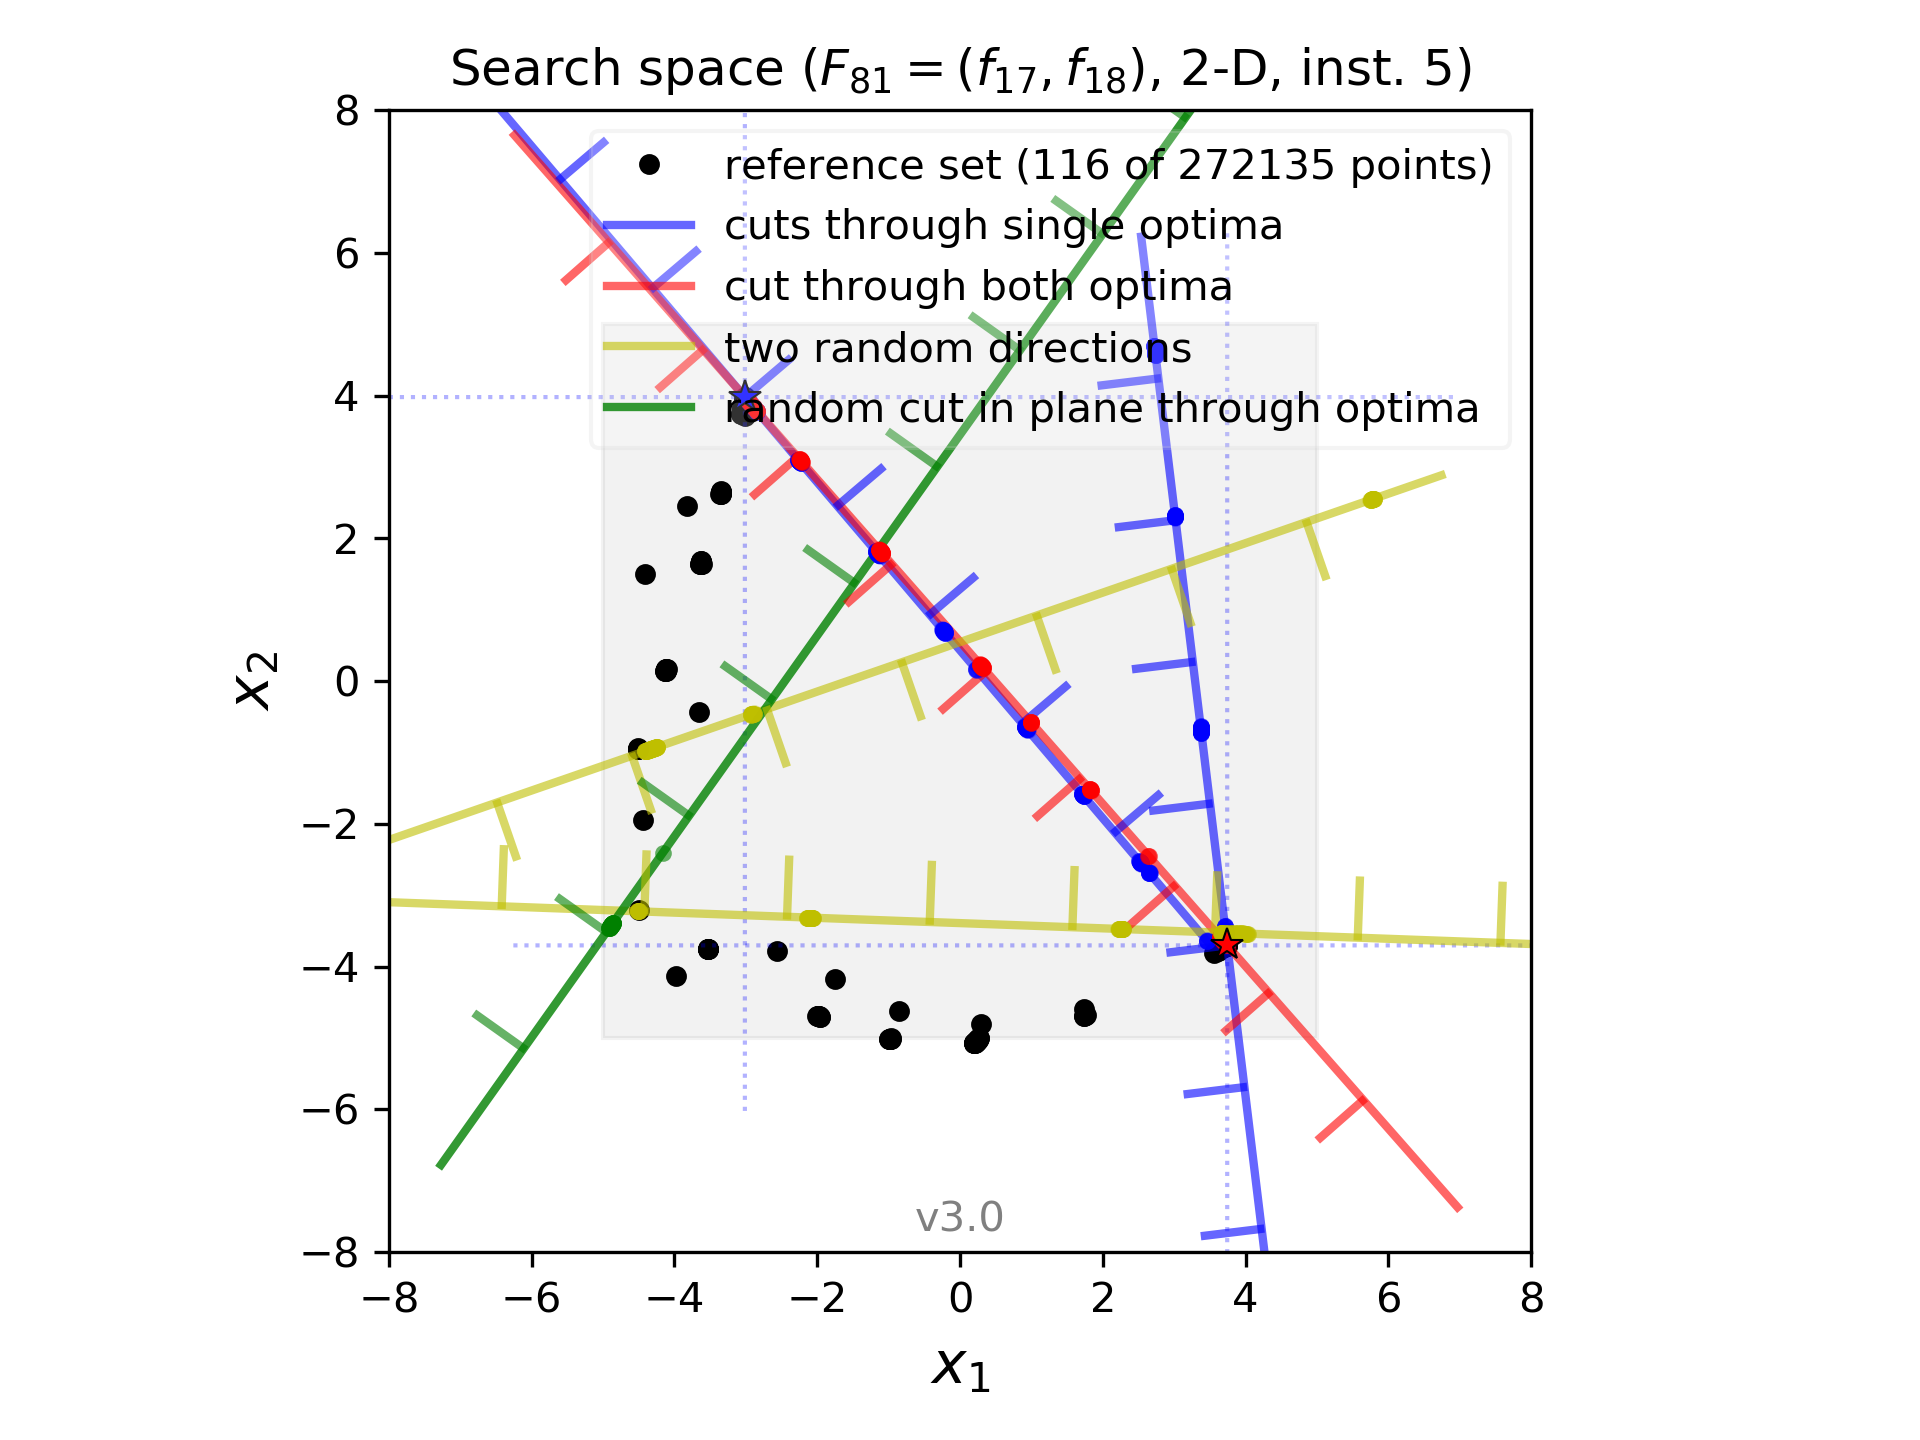 Search space (F₈₁ = (f₁₇, f₁₈), 2-D, inst. 5)
reference set (116 of 272135 points)
cuts through single optima
cut through both optima
two random directions
random cut in plane through optima
8
6
4
2
0
−2
−4
−6
−8
x₂
v3.0
−8 −6 −4 −2 0 2 4 6 8
x₁